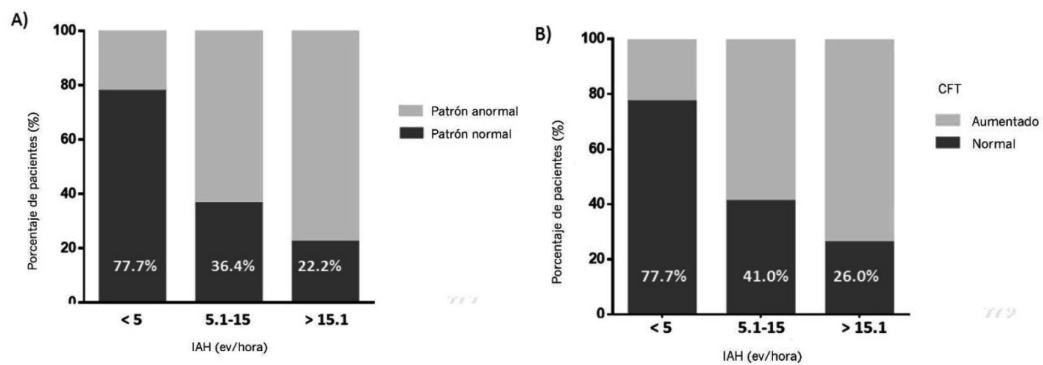 A)
Porcentaje de pacientes (%)
100
80
60
40
20
0
77.7%
36.4%
22.2%
< 5
5.1-15
> 15.1
IAH (ev/hora)
Patrón anormal
Patrón normal
B)
Porcentaje de pacientes (%)
100
80
60
40
20
0
77.7%
41.0%
26.0%
< 5
5.1-15
> 15.1
IAH (ev/hora)
CFT
Aumentado
Normal